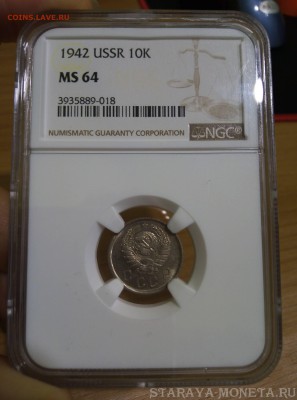 COINS.LAVE.RU
1942 USSR 10K
MS 64
3935889-018
NUMISMATIC GUARANTY CORPORATION
NGC®
STARAYA-MONETA.RU